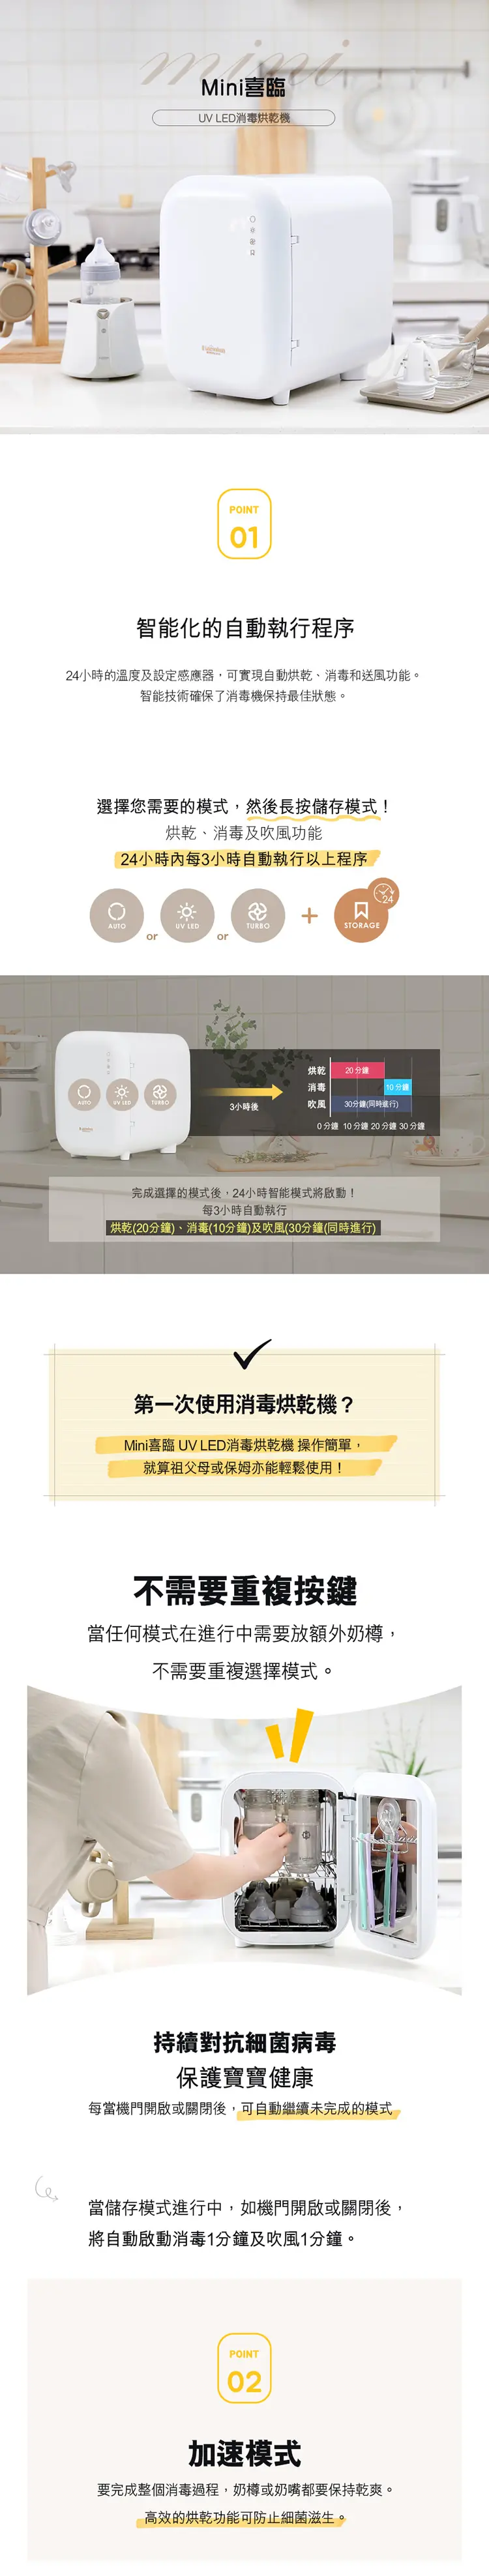 mini
Mini喜臨
UV LED消毒烘乾機
POINT
01
智能化的自動執行程序
24小時的溫度及設定感應器，可實現自動烘乾、消毒和送風功能。
智能技術確保了消毒機保持最佳狀態。
選擇您需要的模式，然後長按儲存模式！
烘乾、消毒及吹風功能
24小時內每3小時自動執行以上程序
AUTO
or
UV LED
or
TURBO
+
24
STORAGE
AUTO
UV LED
TURBO
3小時後
烘乾
20分鐘
消毒
10分鐘
吹風
30分鐘(同時進行)
0分鐘 10分鐘 20分鐘 30分鐘
完成選擇的模式後，24小時智能模式將啟動！
每3小時自動執行
烘乾(20分鐘)、消毒(10分鐘)及吹風(30分鐘(同時進行)
第一次使用消毒烘乾機？
Mini喜臨 UV LED消毒烘乾機 操作簡單，
就算祖父母或保姆亦能輕鬆使用！
不需要重複按鍵
當任何模式在進行中需要放額外奶樽，
不需要重複選擇模式。
持續對抗細菌病毒
保護寶寶健康
每當機門開啟或關閉後，可自動繼續未完成的模式
當儲存模式進行中，如機門開啟或關閉後，
將自動啟動消毒1分鐘及吹風1分鐘。
POINT
02
加速模式
要完成整個消毒過程，奶樽或奶嘴都要保持乾爽。
高效的烘乾功能可防止細菌滋生。